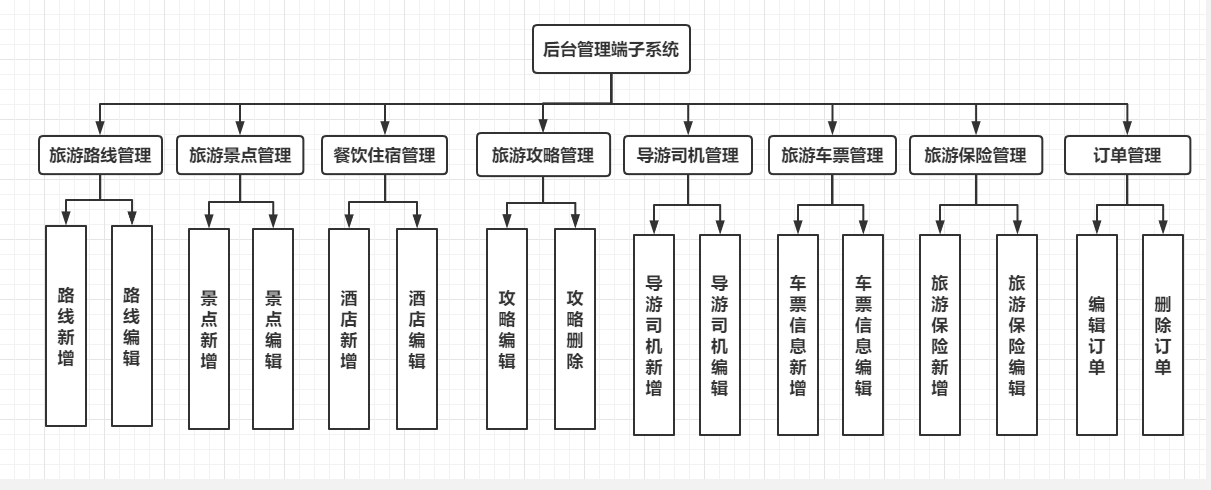 后台管理端子系统
旅游路线管理
旅游景点管理
餐饮住宿管理
旅游攻略管理
导游司机管理
旅游车票管理
旅游保险管理
订单管理
路线新增
路线编辑
景点新增
景点编辑
酒店新增
酒店编辑
攻略编辑
攻略删除
导游司机新增
导游司机编辑
车票信息新增
车票信息编辑
旅游保险新增
旅游保险编辑
编辑订单
删除订单